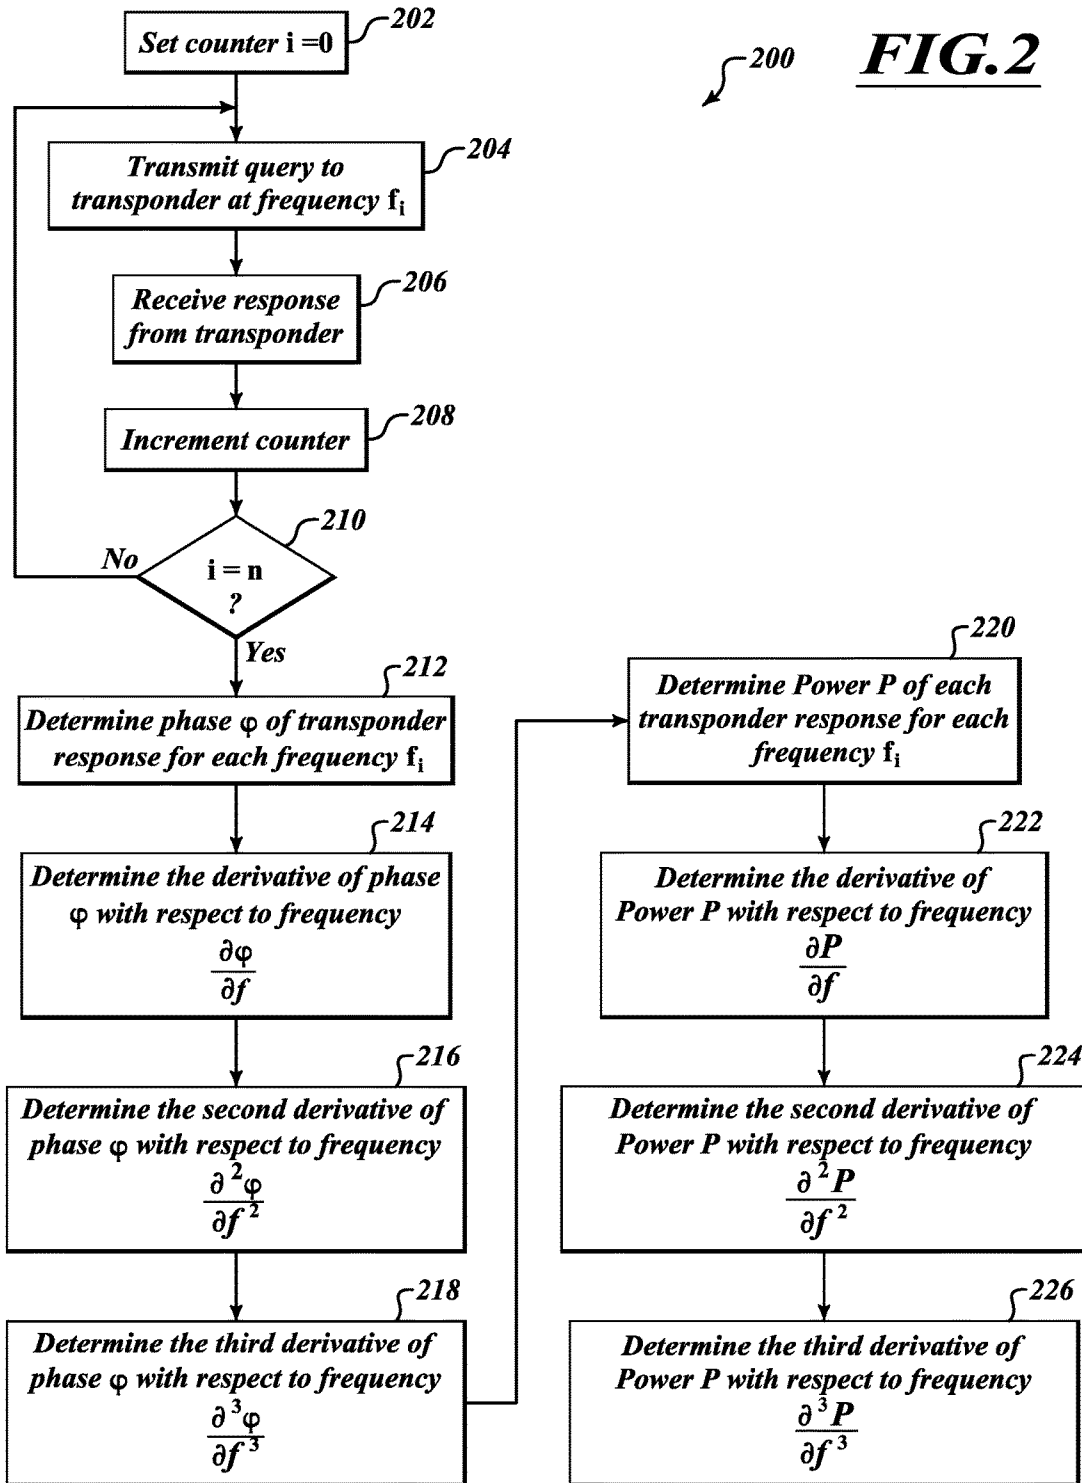 FIG.2
200
202
Set counter i =0
204
Transmit query to
transponder at frequency fi
206
Receive response
from transponder
208
Increment counter
210
i = n
?
No
Yes
212
Determine phase φ of transponder
response for each frequency fi
214
Determine the derivative of phase
φ with respect to frequency
∂φ
∂f
216
Determine the second derivative of
phase φ with respect to frequency
∂²φ
∂f²
218
Determine the third derivative of
phase φ with respect to frequency
∂³φ
∂f³
220
Determine Power P of each
transponder response for each
frequency fi
222
Determine the derivative of
Power P with respect to frequency
∂P
∂f
224
Determine the second derivative of
Power P with respect to frequency
∂²P
∂f²
226
Determine the third derivative of
Power P with respect to frequency
∂³P
∂f³